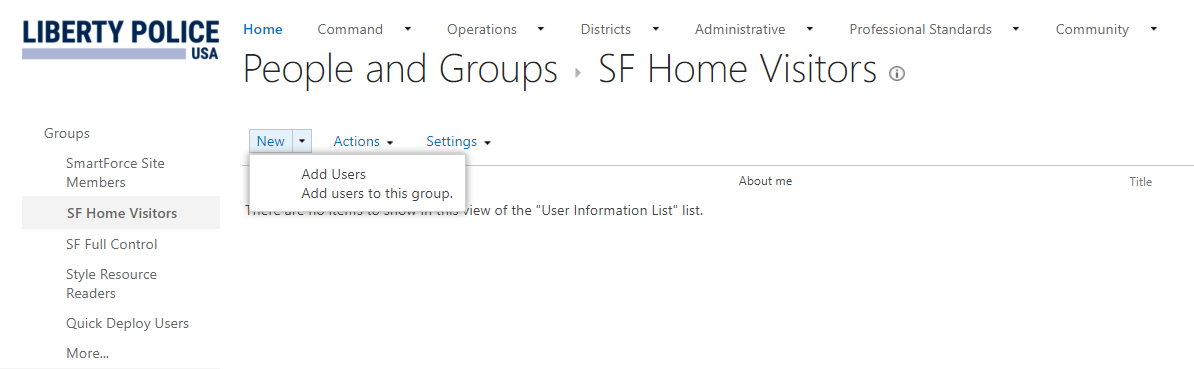 LIBERTY POLICE
USA
Home Command Operations Districts Administrative Professional Standards Community
People and Groups SF Home Visitors
Groups
SmartForce Site
Members
SF Home Visitors
SF Full Control
Style Resource
Readers
Quick Deploy Users
More...
New Actions Settings
Add Users
Add users to this group.
About me Title
There are no items to show in this view of the "User Information List" list.